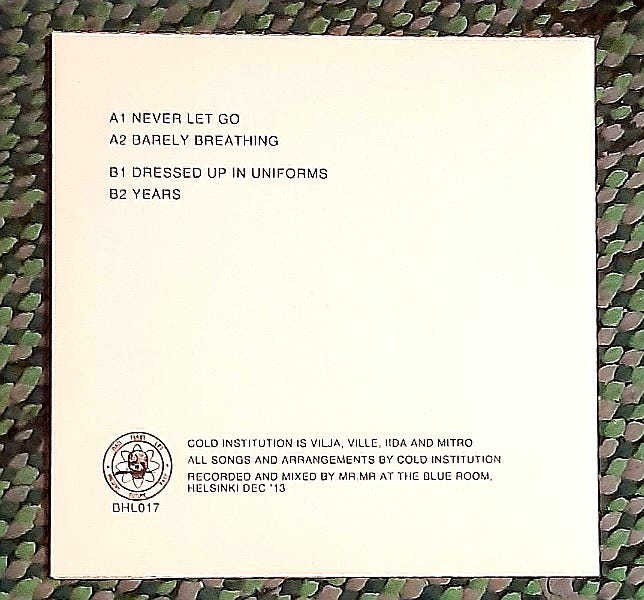 A1 NEVER LET GO
A2 BARELY BREATHING
B1 DRESSED UP IN UNIFORMS
B2 YEARS
COLD INSTITUTION IS VILJA, VILLE, IIDA AND MITRO
ALL SONGS AND ARRANGEMENTS BY COLD INSTITUTION
RECORDED AND MIXED BY MR.MR AT THE BLUE ROOM,
HELSINKI DEC '13
BHL017